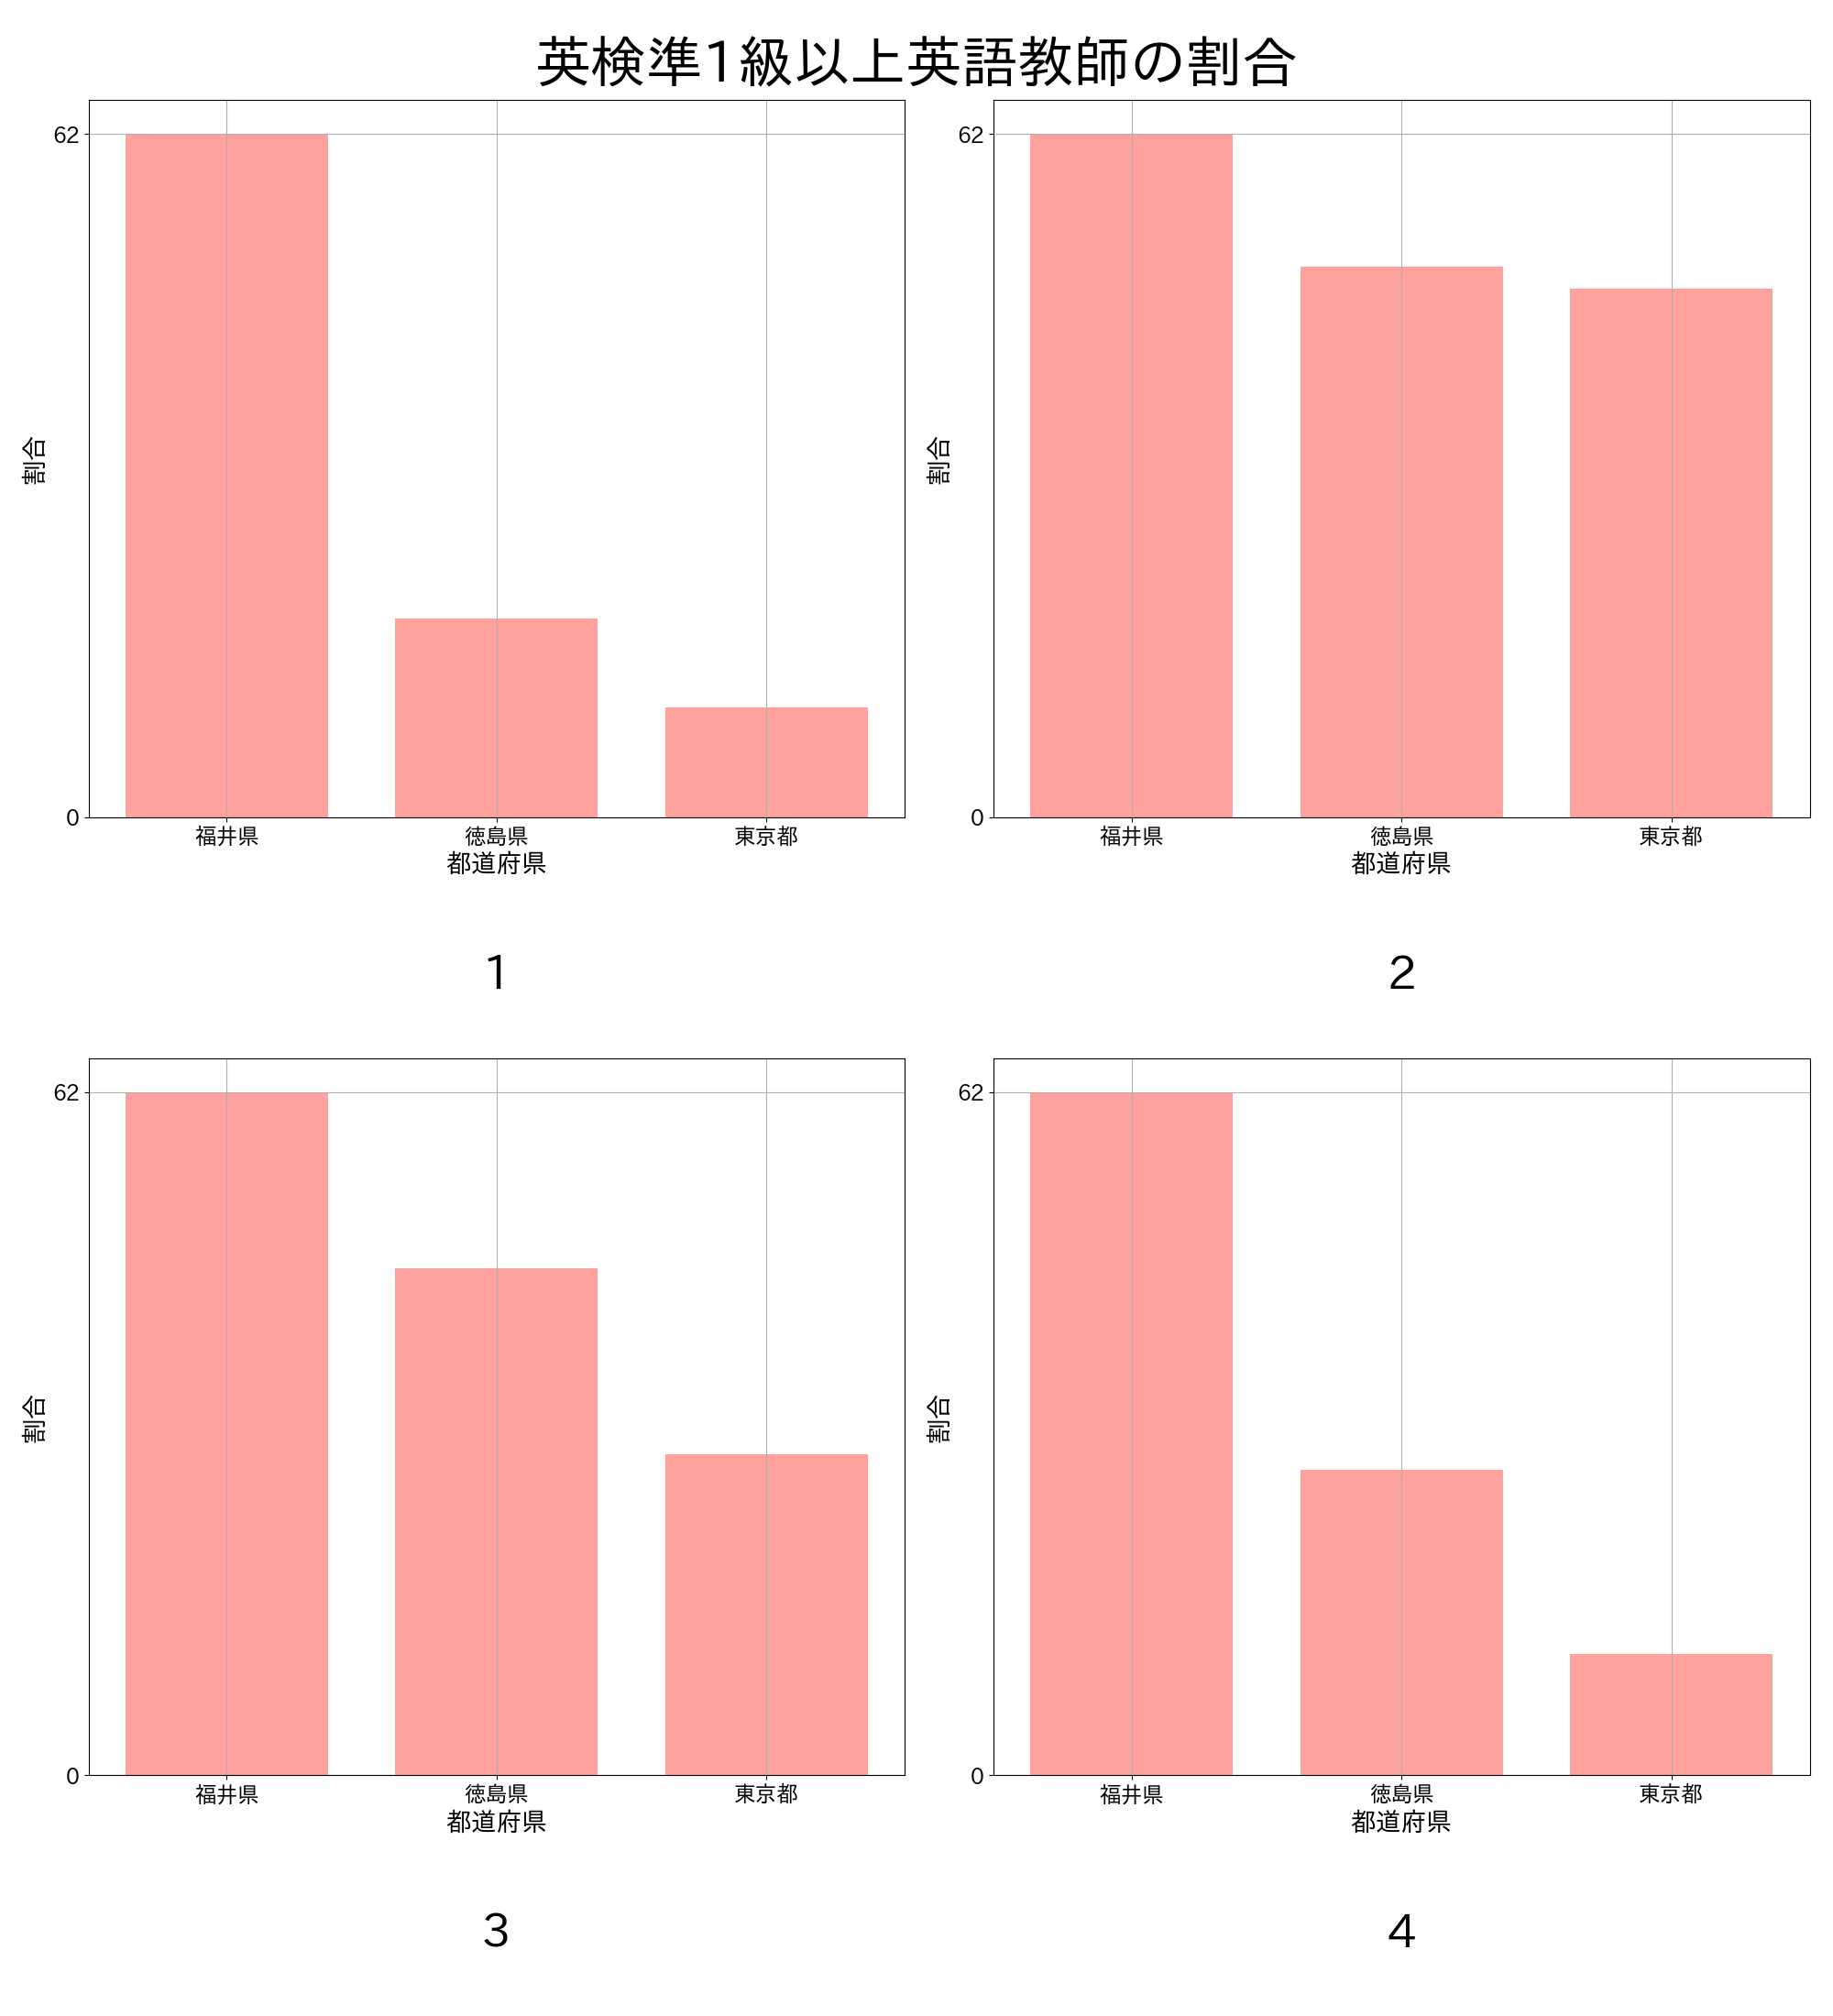 英検準1級以上英語教師の割合
62
0
割合
福井県 徳島県 東京都
都道府県
1
62
0
割合
福井県 徳島県 東京都
都道府県
2
62
0
割合
福井県 徳島県 東京都
都道府県
3
62
0
割合
福井県 徳島県 東京都
都道府県
4